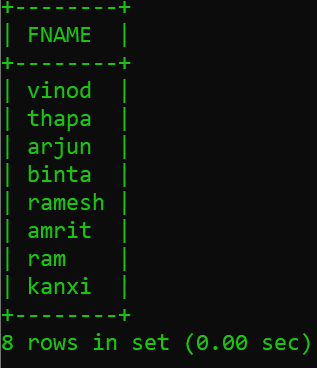 +--------+
| FNAME  |
+--------+
| vinod  |
| thapa  |
| arjun  |
| binta  |
| ramesh |
| amrit  |
| ram    |
| kanxi  |
+--------+
8 rows in set (0.00 sec)